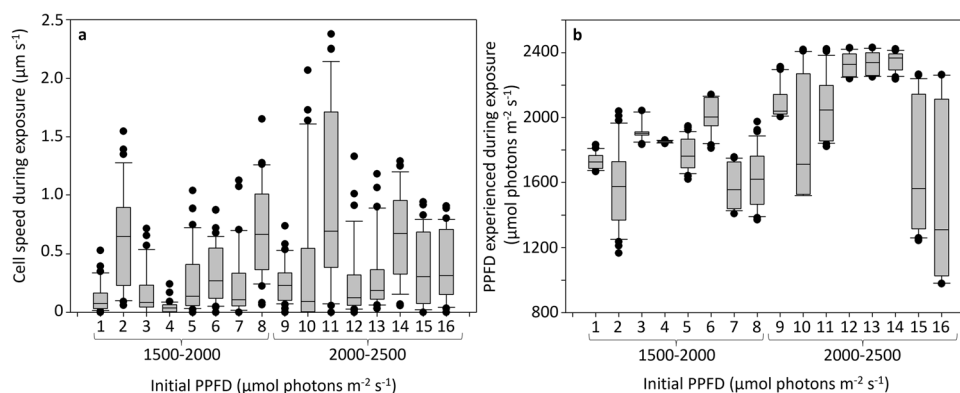 a
Cell speed during exposure (µm s⁻¹)
2.5
2.0
1.5
1.0
0.5
0
1 2 3 4 5 6 7 8 9 10 11 12 13 14 15 16
1500-2000 2000-2500
Initial PPFD (µmol photons m⁻² s⁻¹)
b
PPFD experienced during exposure
(µmol photons m⁻² s⁻¹)
2400
2000
1600
1200
800
1 2 3 4 5 6 7 8 9 10 11 12 13 14 15 16
1500-2000 2000-2500
Initial PPFD (µmol photons m⁻² s⁻¹)